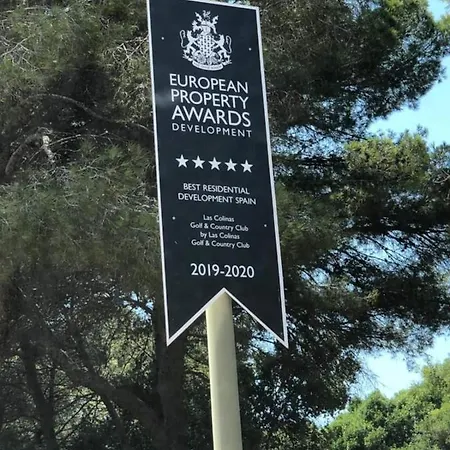 EUROPEAN
PROPERTY
AWARDS
DEVELOPMENT
BEST RESIDENTIAL
DEVELOPMENT SPAIN
Las Colinas
Golf & Country Club
by Las Colinas
Golf & Country Club
2019-2020